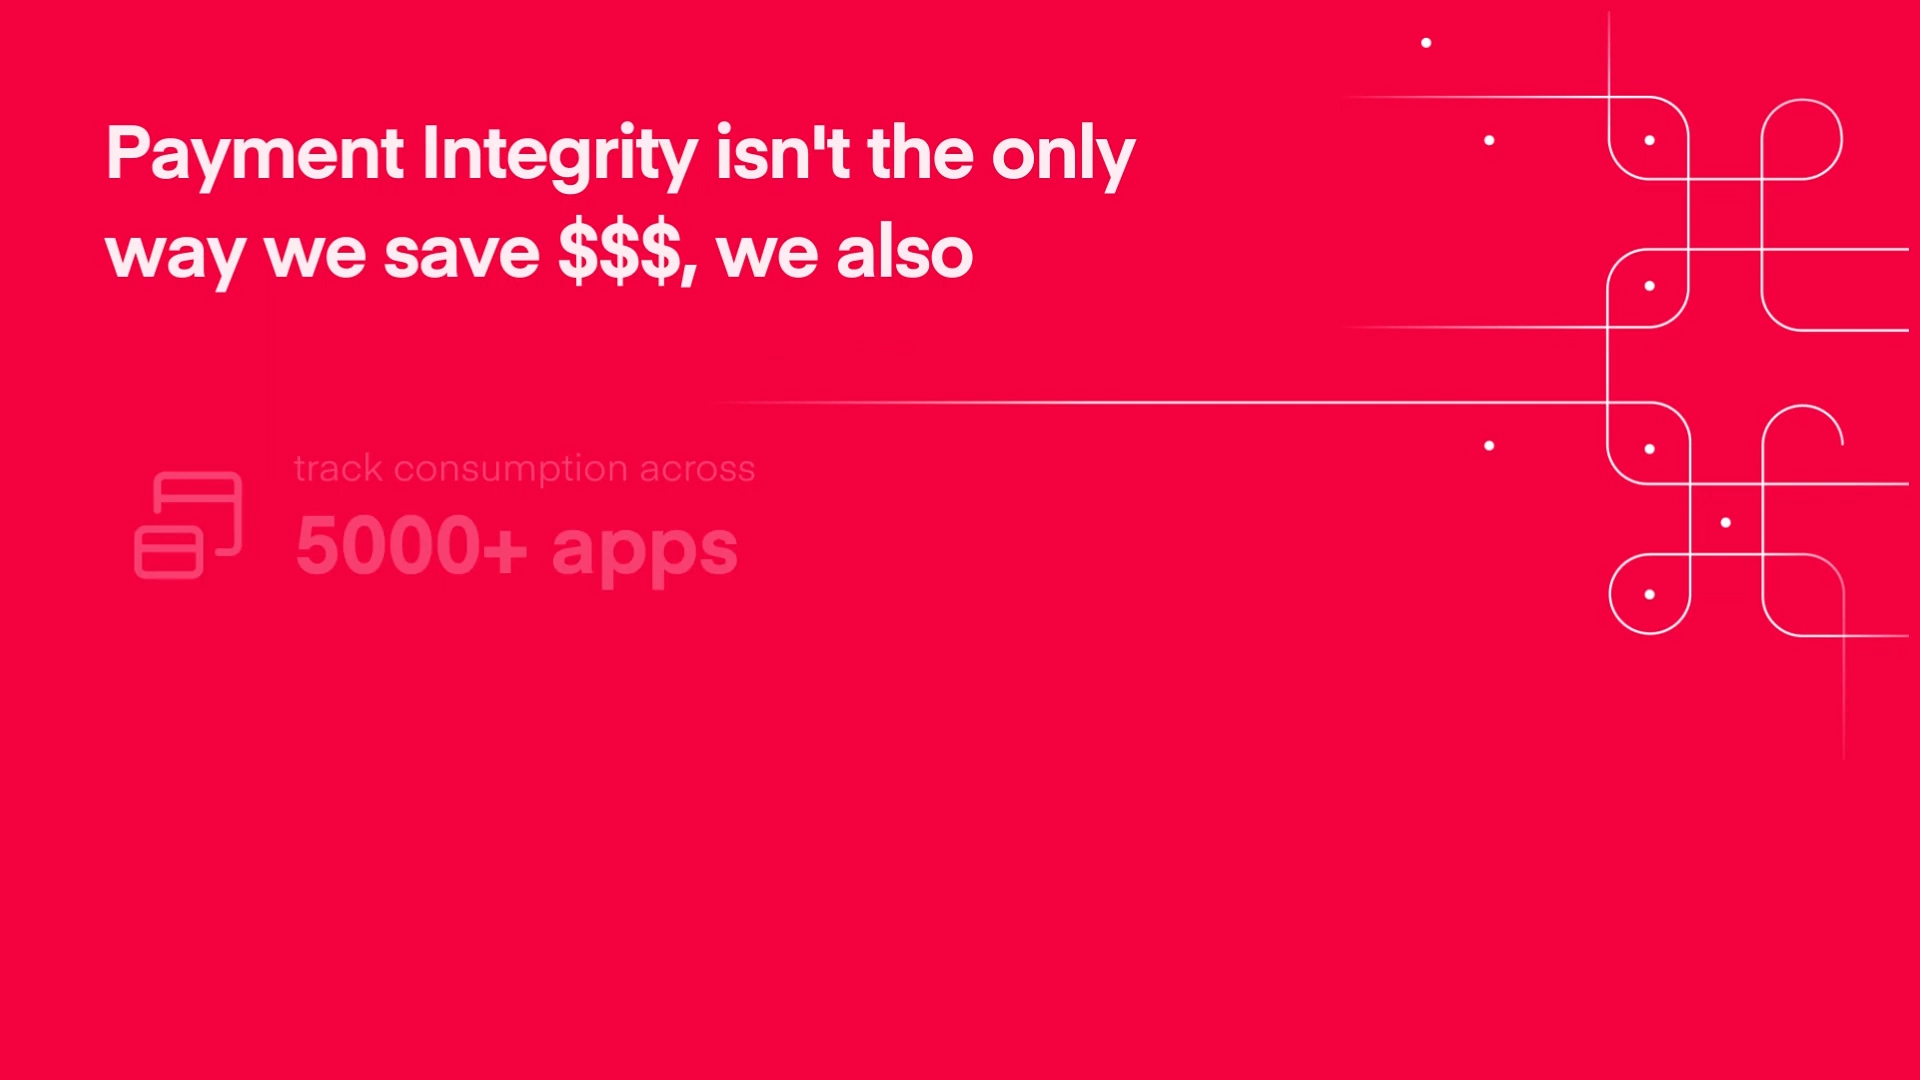 Payment Integrity isn't the only
way we save $$$, we also
track consumption across
5000+ apps